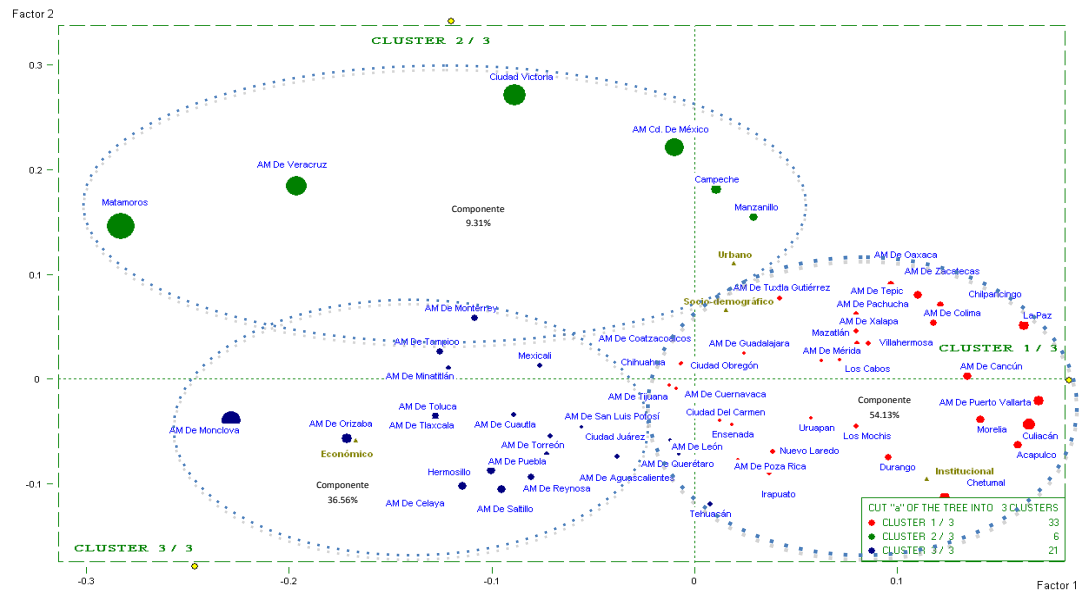 Factor 2
CLUSTER 2 / 3
0.3
Ciudad Victoria
AM Cd. De México
0.2
AM De Veracruz
Campeche
Matamoros
Manzanillo
Componente
9.31%
Urbano
AM De Oaxaca
AM De Zacatecas
0.1
AM De Tuxtla Gutiérrez
AM De Tepic
Chilpancingo
Socio-demográfico
AM De Pachucha
AM De Monterrey
AM De Colima
La Paz
AM De Xalapa
Mazatlán
AM De Coatzacoalcos
AM De Tampico
AM De Guadalajara
Villahermosa
CLUSTER 1 / 3
Mexicali
AM De Mérida
Chihuahua
Ciudad Obregón
Los Cabos
AM De Cancún
0
AM De Minatitlán
AM De Tijuana
AM De Cuernavaca
Componente
54.13%
AM De Puerto Vallarta
AM De Toluca
AM De San Luis Potosí
Ciudad Del Carmen
AM De Monclova
AM De Orizaba
AM De Tlaxcala
AM De Cuautla
Ciudad Juárez
Ensenada
Uruapan
Los Mochis
Morelia
Culiacán
AM De Torreón
AM De León
Nuevo Laredo
Acapulco
Económico
AM De Puebla
AM De Querétaro
AM De Poza Rica
Durango
Institucional
Hermosillo
AM De Aguascalientes
Chetumal
Componente
36.56%
-0.1
AM De Reynosa
Irapuato
AM De Celaya
AM De Saltillo
Tehuacán
CUT "a" OF THE TREE INTO 3 CLUSTERS
CLUSTER 1 / 3 33
CLUSTER 2 / 3 6
CLUSTER 3 / 3 21
CLUSTER 3 / 3
-0.3 -0.2 -0.1 0 0.1
Factor 1